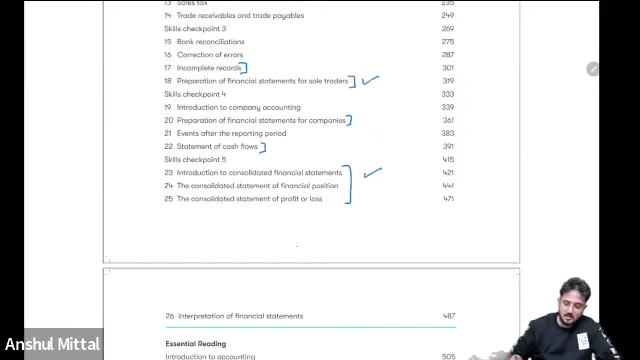 13 Sales tax 235
14 Trade receivables and trade payables 249
Skills checkpoint 3 269
15 Bank reconciliations 275
16 Correction of errors 287
17 Incomplete records 301
18 Preparation of financial statements for sole traders 319
Skills checkpoint 4 333
19 Introduction to company accounting 339
20 Preparation of financial statements for companies 361
21 Events after the reporting period 383
22 Statement of cash flows 391
Skills checkpoint 5 415
23 Introduction to consolidated financial statements 421
24 The consolidated statement of financial position 441
25 The consolidated statement of profit or loss 471
26 Interpretation of financial statements 487
Essential Reading
Introduction to accounting 505
Anshul Mittal